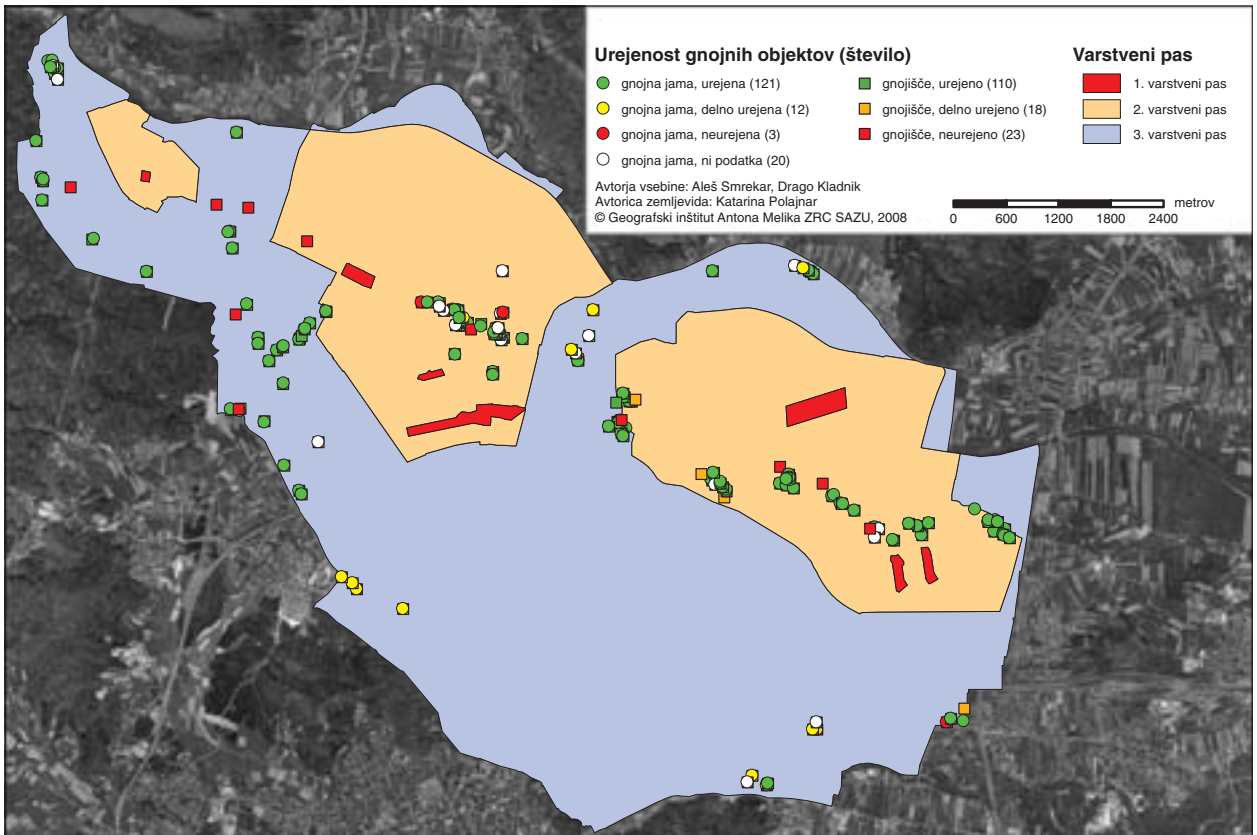 Urejenost gnojnih objektov (število)
gnojna jama, urejena (121)
gnojna jama, delno urejena (12)
gnojna jama, neurejena (3)
gnojna jama, ni podatka (20)
gnojišče, urejeno (110)
gnojišče, delno urejeno (18)
gnojišče, neurejeno (23)
Varstveni pas
1. varstveni pas
2. varstveni pas
3. varstveni pas
Avtorja vsebine: Aleš Smrekar, Drago Kladnik
Avtorica zemljevida: Katarina Polajnar
© Geografski inštitut Antona Melika ZRC SAZU, 2008
metrov
0 600 1200 1800 2400